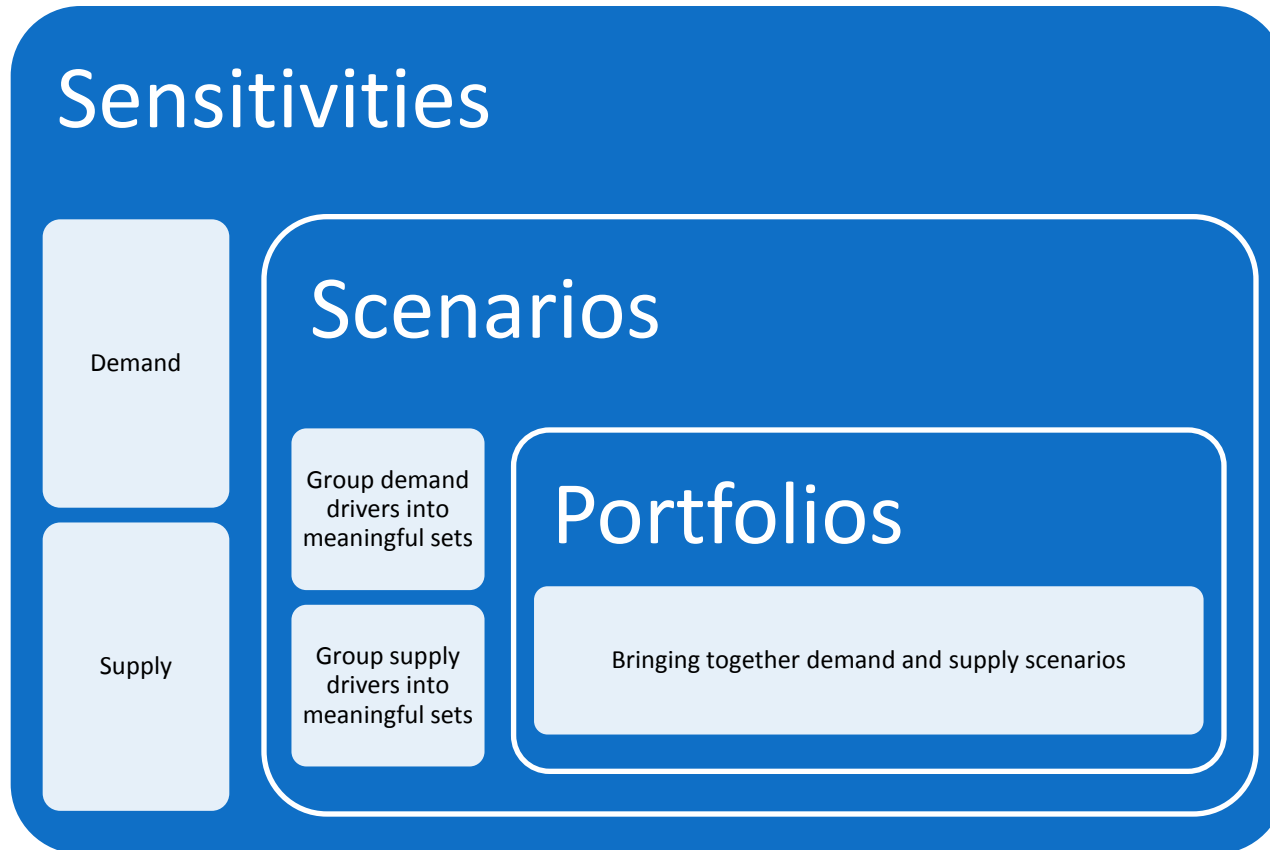 Sensitivities
Demand
Supply
Scenarios
Group demand
drivers into
meaningful sets
Group supply
drivers into
meaningful sets
Portfolios
Bringing together demand and supply scenarios